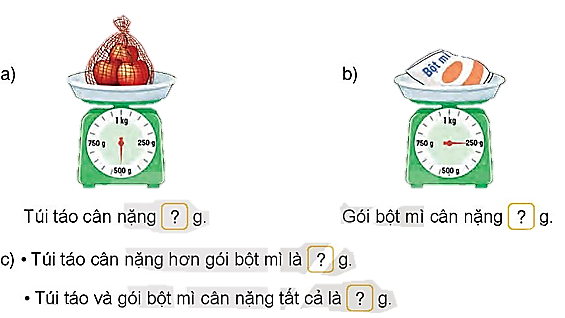 a)
b)
Bột mì
1 kg
750 g
250 g
500 g
1 kg
750 g
250 g
500 g
Túi táo cân nặng ? g.
Gói bột mì cân nặng ? g.
c) • Túi táo cân nặng hơn gói bột mì là ? g.
• Túi táo và gói bột mì cân nặng tất cả là ? g.